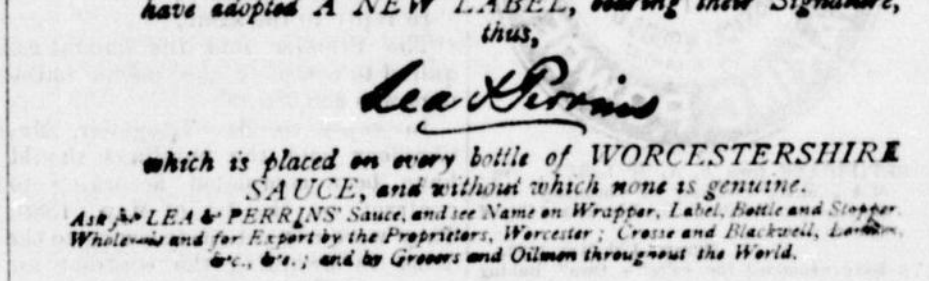 have adopted A NEW LABEL, bearing their Signature,
thus,
Lea & Perrins
which is placed on every bottle of WORCESTERSHIRE
SAUCE, and without which none is genuine.
Ask for LEA & PERRINS' Sauce, and see Name on Wrapper, Label, Bottle and Stopper.
Wholesale and for Export by the Proprietors, Worcester; Crosse and Blackwell, London,
&c., &c.; and by Grocers and Oilmen throughout the World.